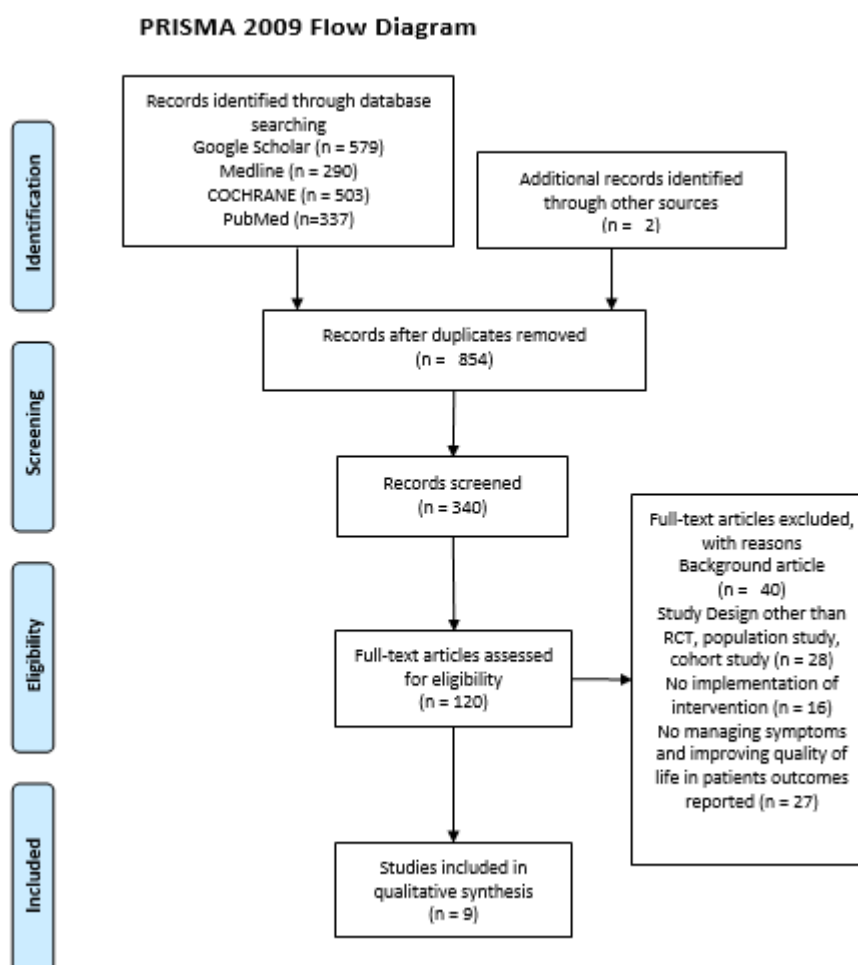 PRISMA 2009 Flow Diagram
Identification
Records identified through database
searching
Google Scholar (n = 579)
Medline (n = 290)
COCHRANE (n = 503)
PubMed (n=337)
Additional records identified
through other sources
(n = 2)
Records after duplicates removed
(n = 854)
Screening
Records screened
(n = 340)
Full-text articles excluded,
with reasons
Background article
(n = 40)
Study Design other than
RCT, population study,
cohort study (n = 28)
No implementation of
intervention (n = 16)
No managing symptoms
and improving quality of
life in patients outcomes
reported (n = 27)
Eligibility
Full-text articles assessed
for eligibility
(n = 120)
Included
Studies included in
qualitative synthesis
(n = 9)